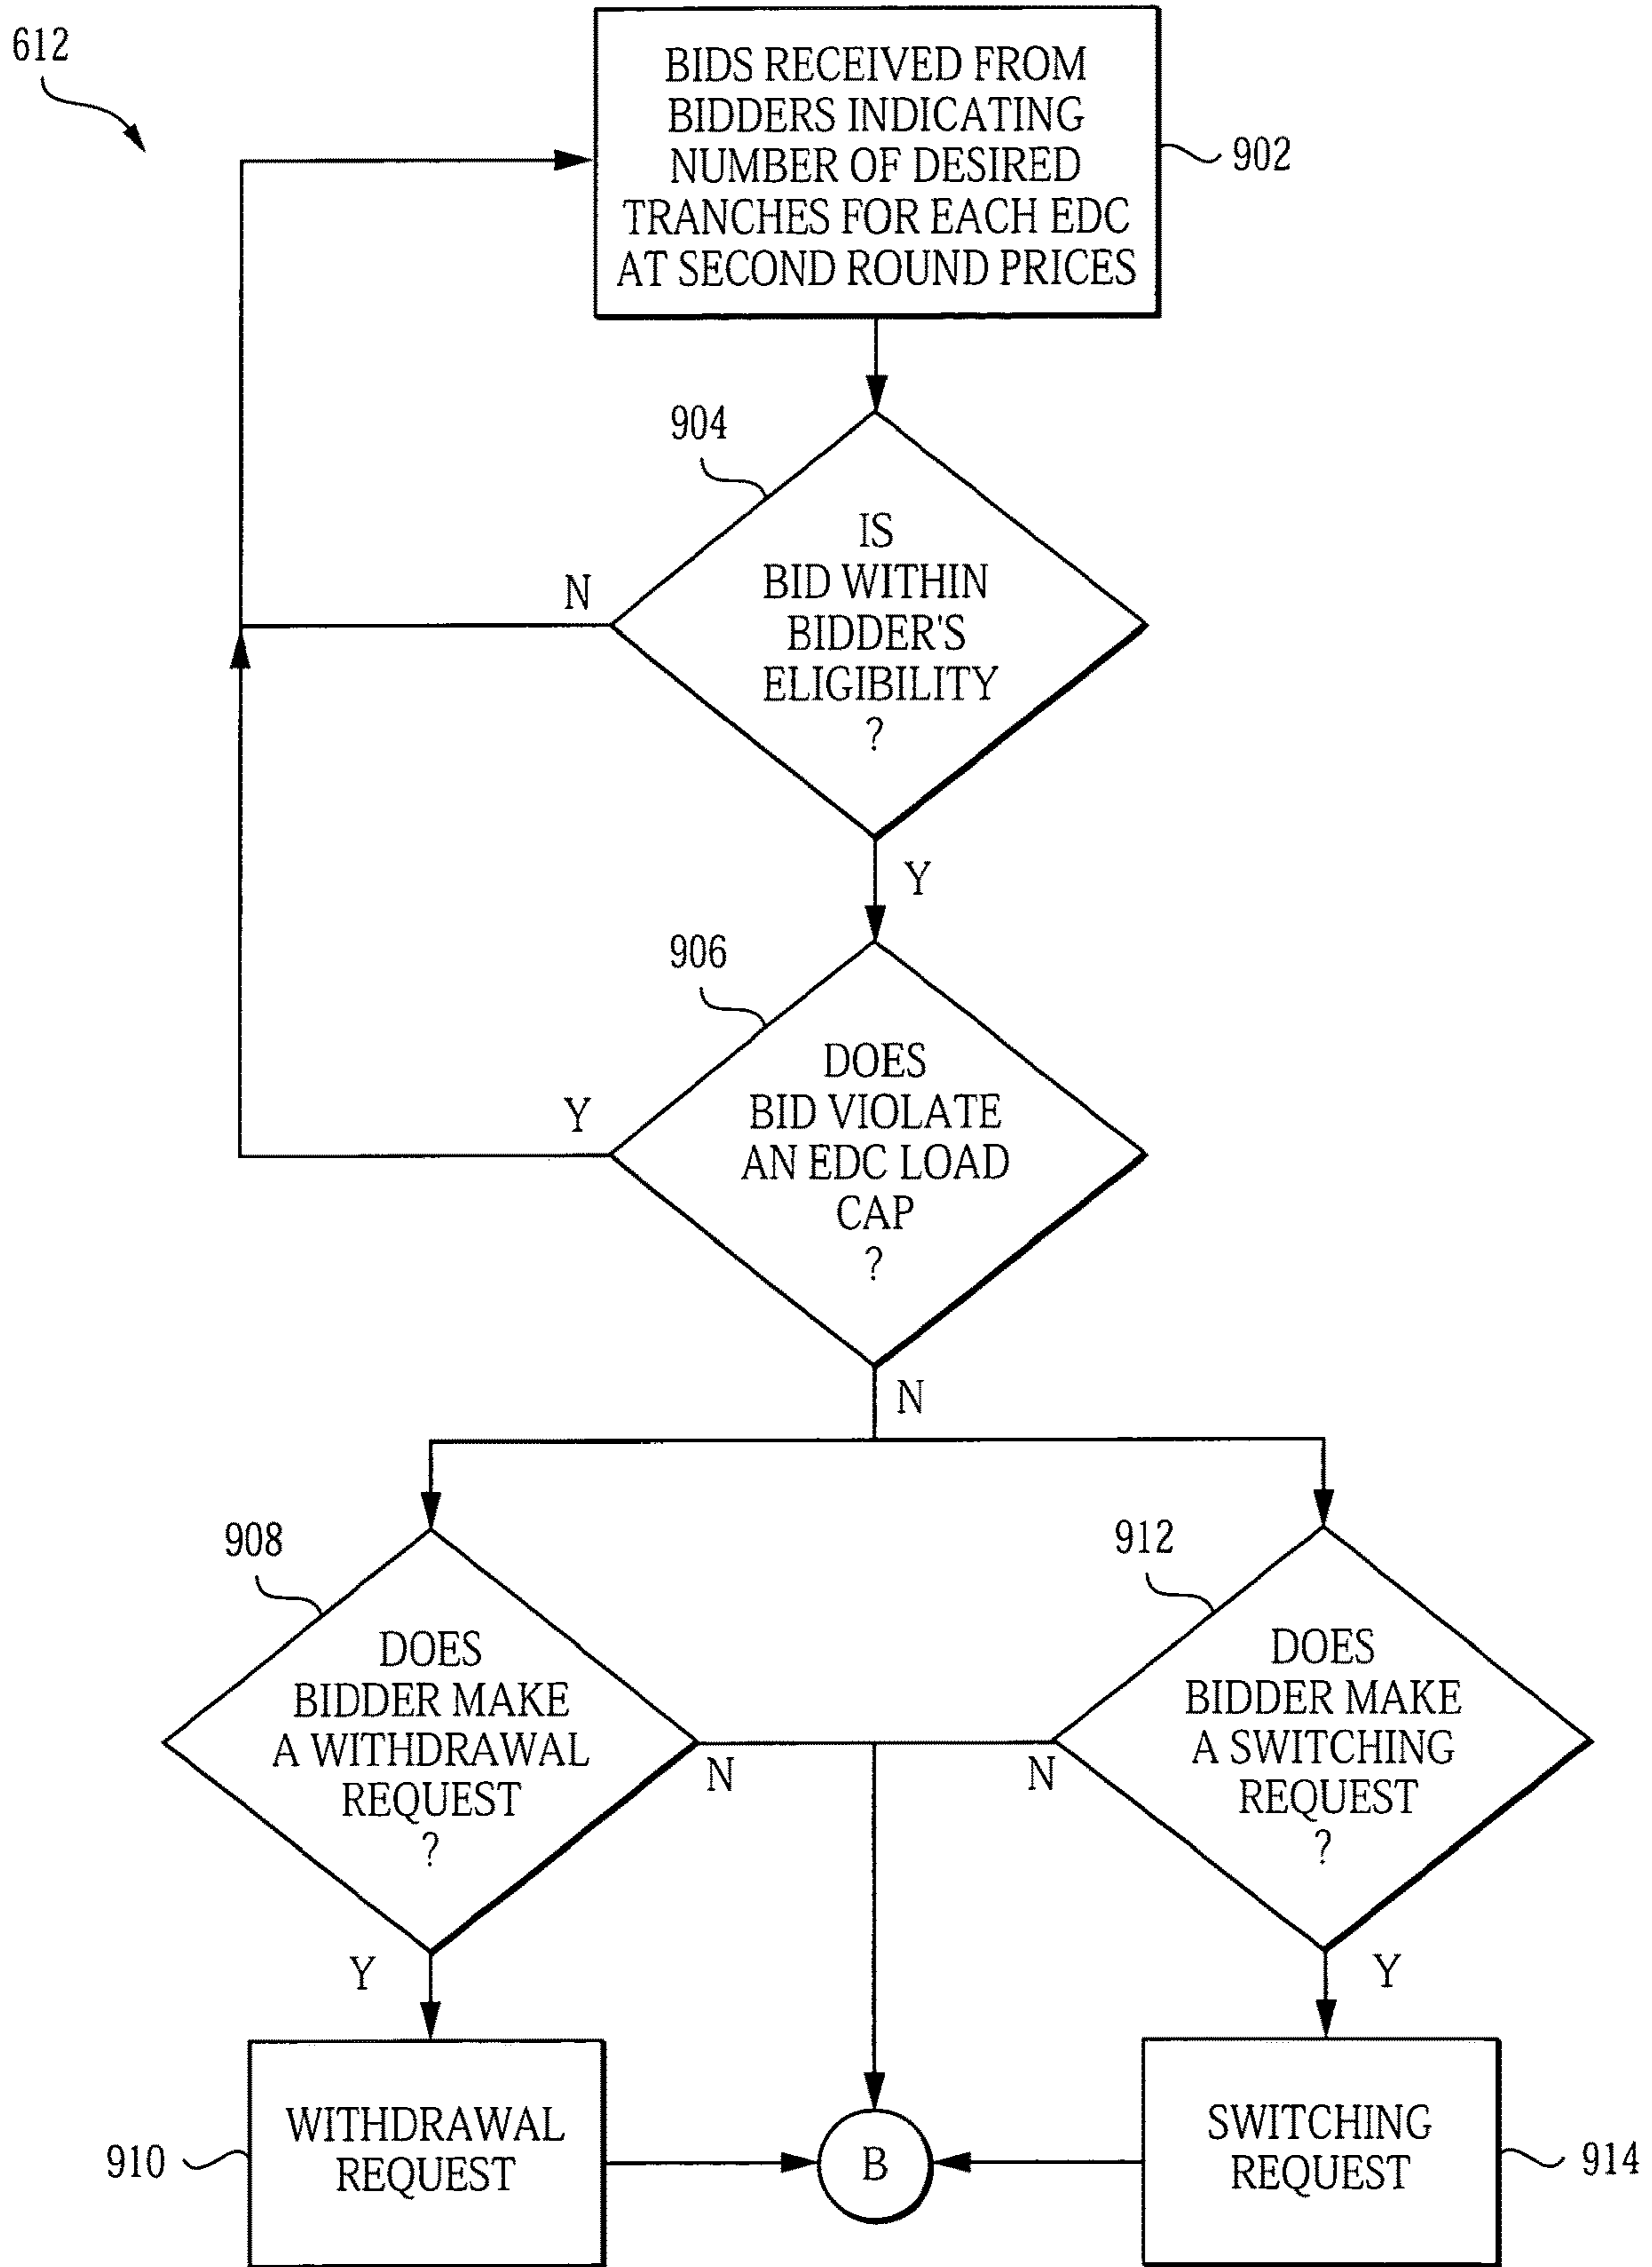 612
BIDS RECEIVED FROM
BIDDERS INDICATING
NUMBER OF DESIRED
TRANCHES FOR EACH EDC
AT SECOND ROUND PRICES
902
904
IS
BID WITHIN
BIDDER'S
ELIGIBILITY
?
N
Y
906
DOES
BID VIOLATE
AN EDC LOAD
CAP
?
Y
N
908
DOES
BIDDER MAKE
A WITHDRAWAL
REQUEST
?
N
Y
912
DOES
BIDDER MAKE
A SWITCHING
REQUEST
?
N
Y
WITHDRAWAL
REQUEST
910
B
SWITCHING
REQUEST
914